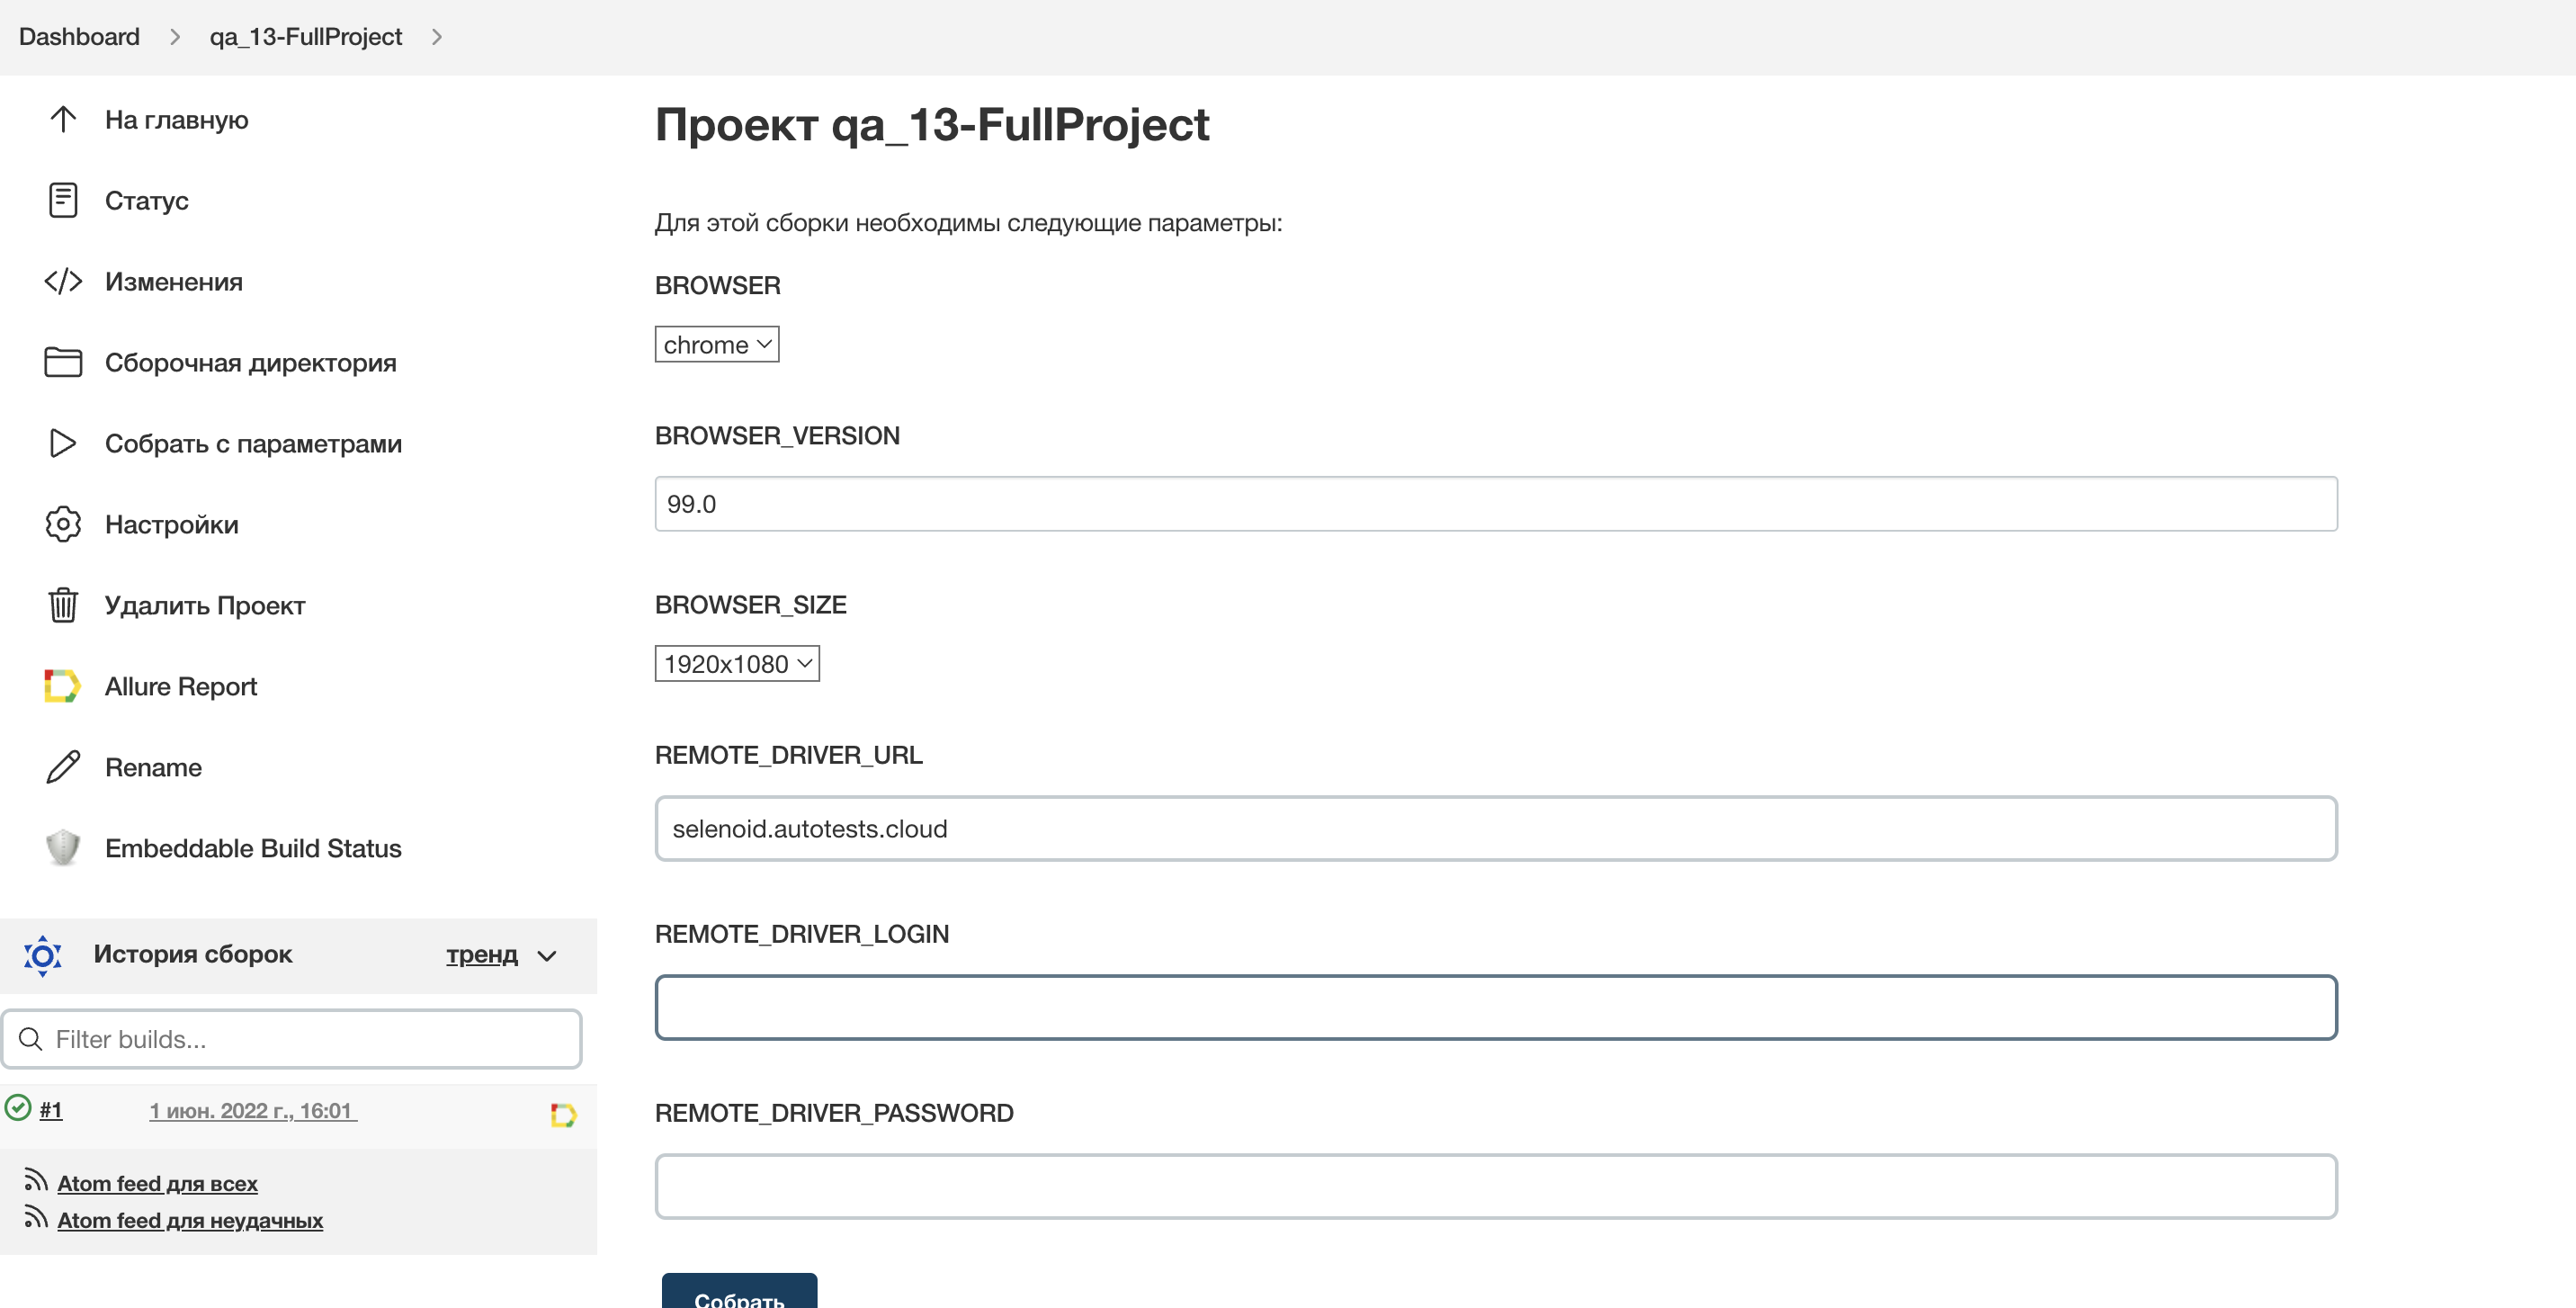 Dashboard > qa_13-FullProject >
На главную
Статус
Изменения
Сборочная директория
Собрать с параметрами
Настройки
Удалить Проект
Allure Report
Rename
Embeddable Build Status
История сборок тренд
Filter builds...
#1 1 июн. 2022 г., 16:01
Atom feed для всех
Atom feed для неудачных
Проект qa_13-FullProject
Для этой сборки необходимы следующие параметры:
BROWSER
chrome
BROWSER_VERSION
99.0
BROWSER_SIZE
1920x1080
REMOTE_DRIVER_URL
selenoid.autotests.cloud
REMOTE_DRIVER_LOGIN
REMOTE_DRIVER_PASSWORD
Собрать